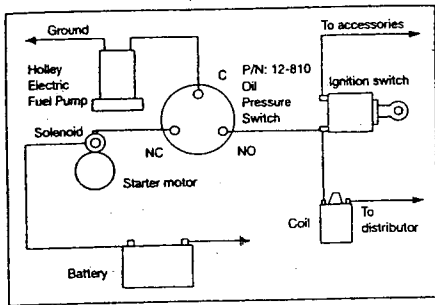 Ground
To accessories
Holley
Electric
Fuel Pump
C
P/N: 12-810
Oil
Pressure
Switch
Ignition switch
Solenoid
NC
NO
Starter motor
Coil
To
distributor
Battery